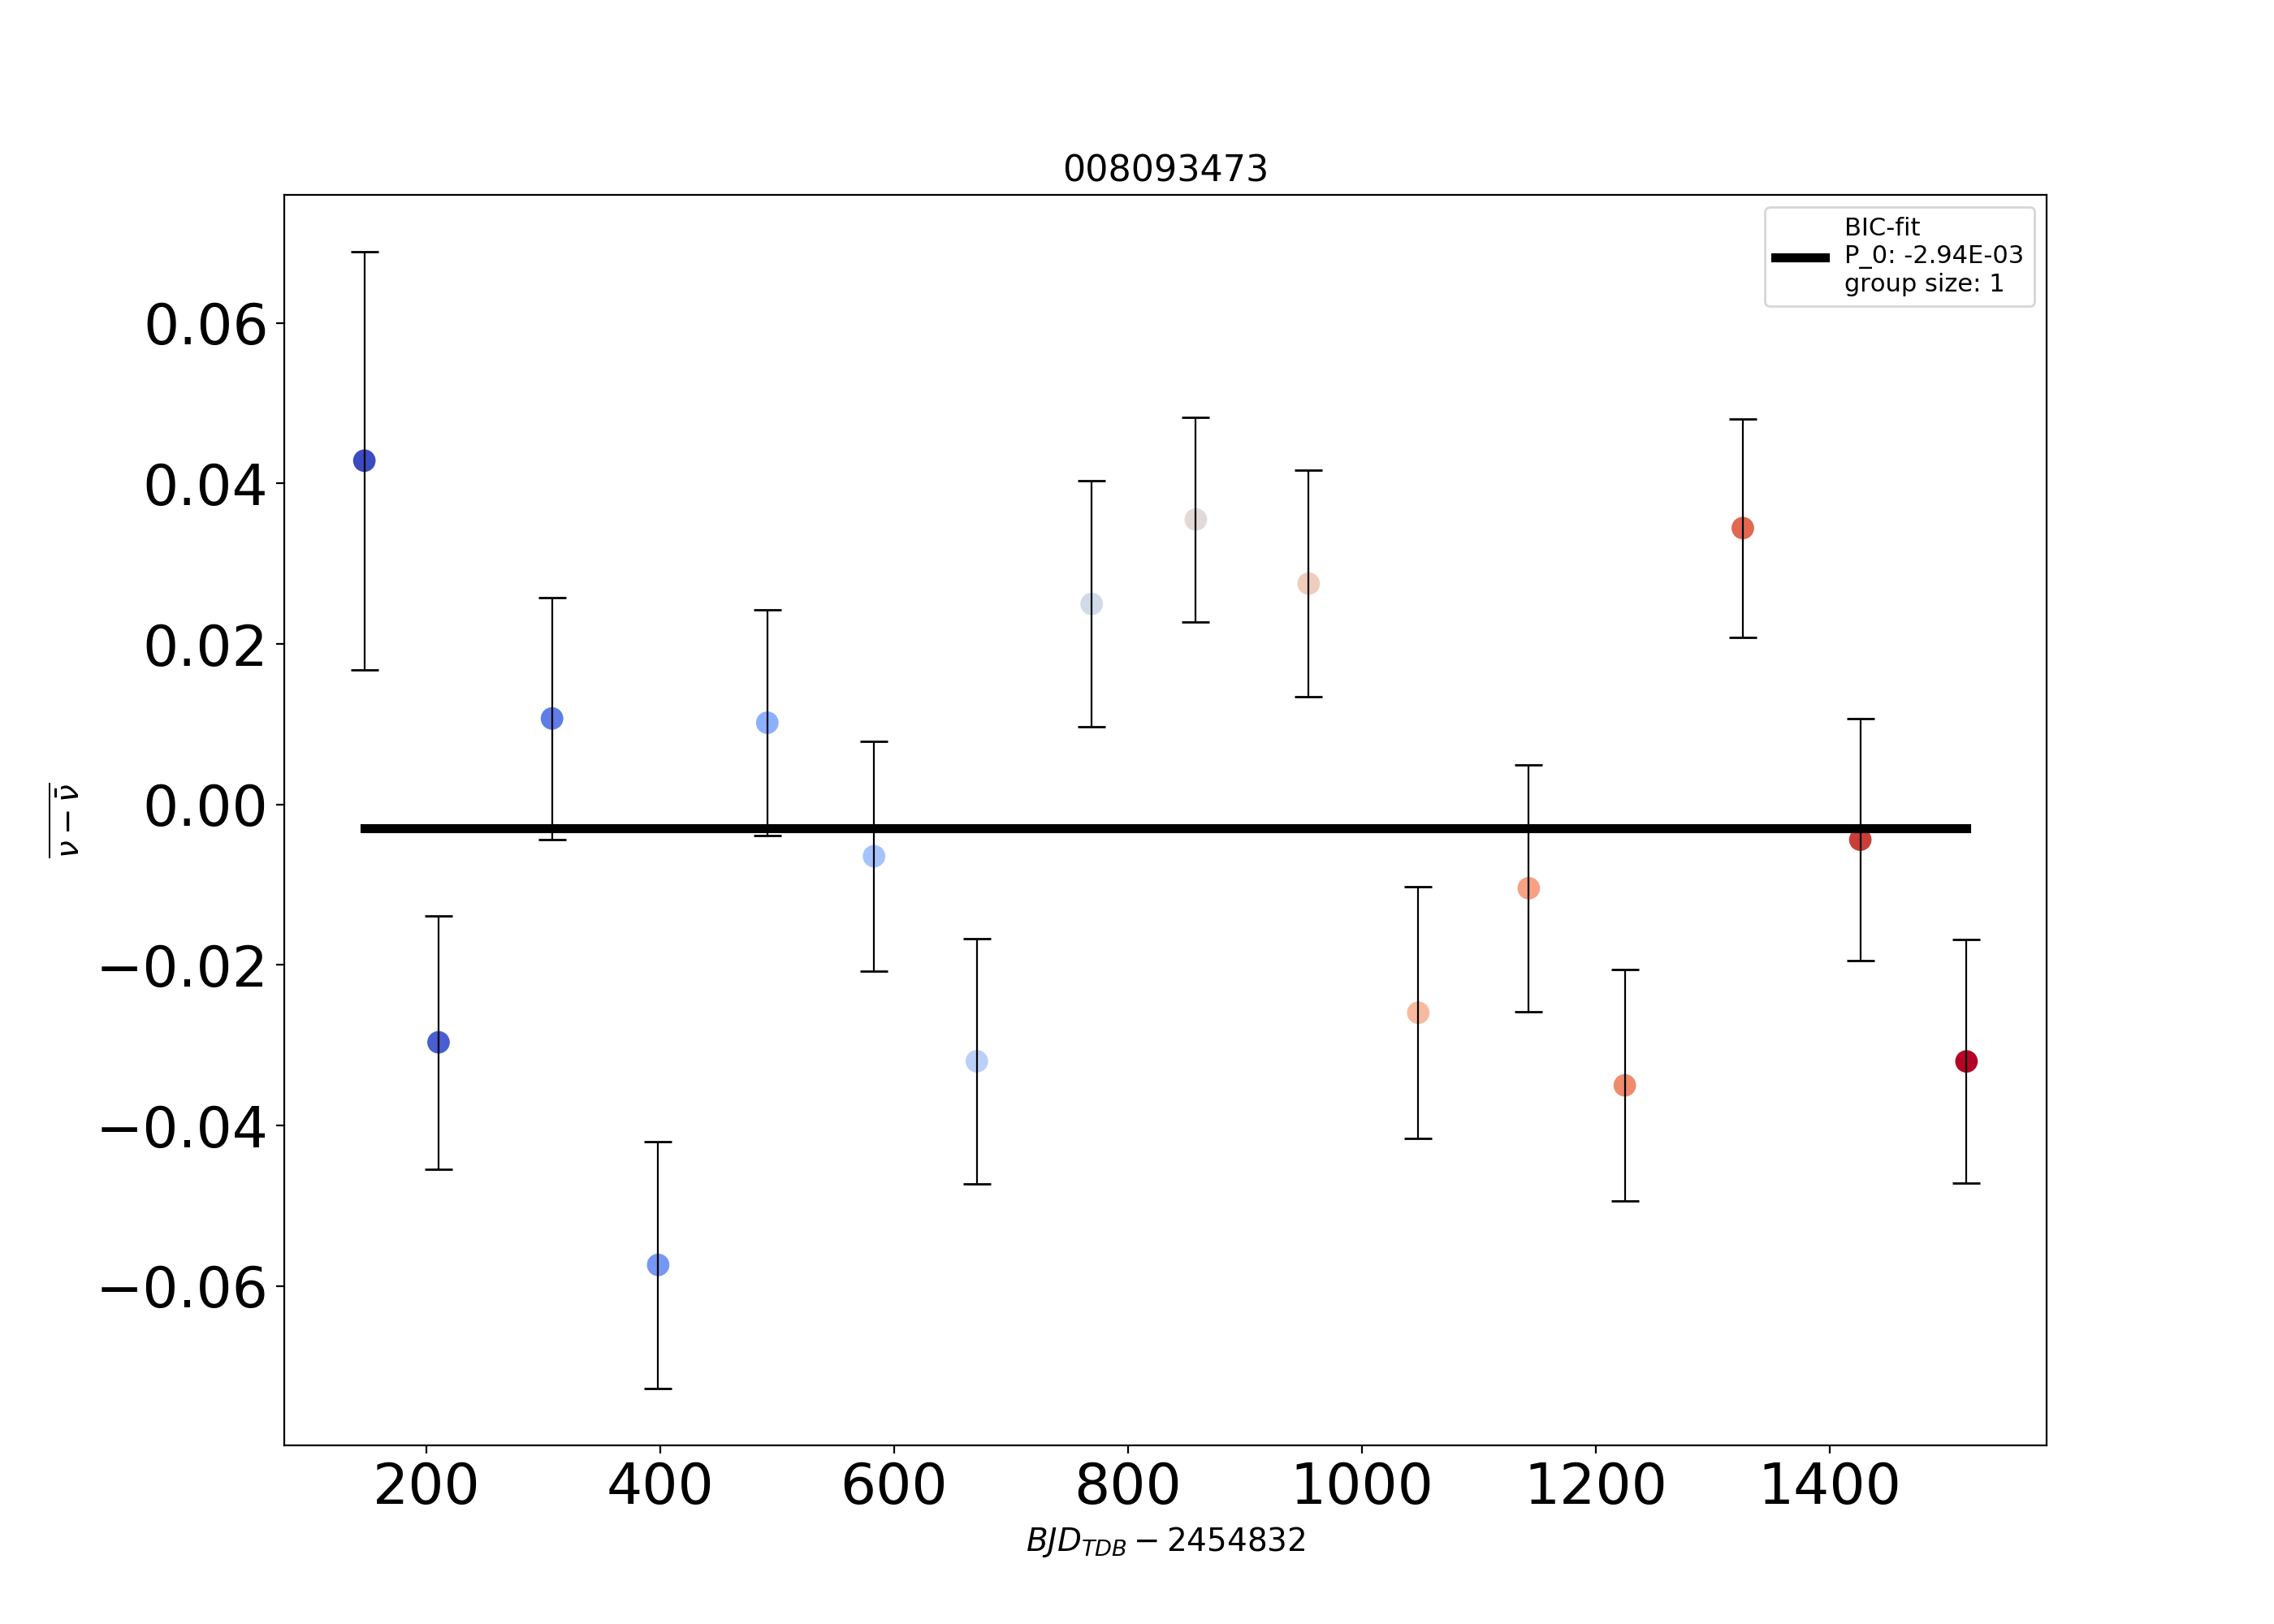 008093473
BIC-fit
P_0: -2.94E-03
group size: 1
0.06
0.04
0.02
0.00
−0.02
−0.04
−0.06
ν − ν̄
200 400 600 800 1000 1200 1400
BJD_TDB − 2454832